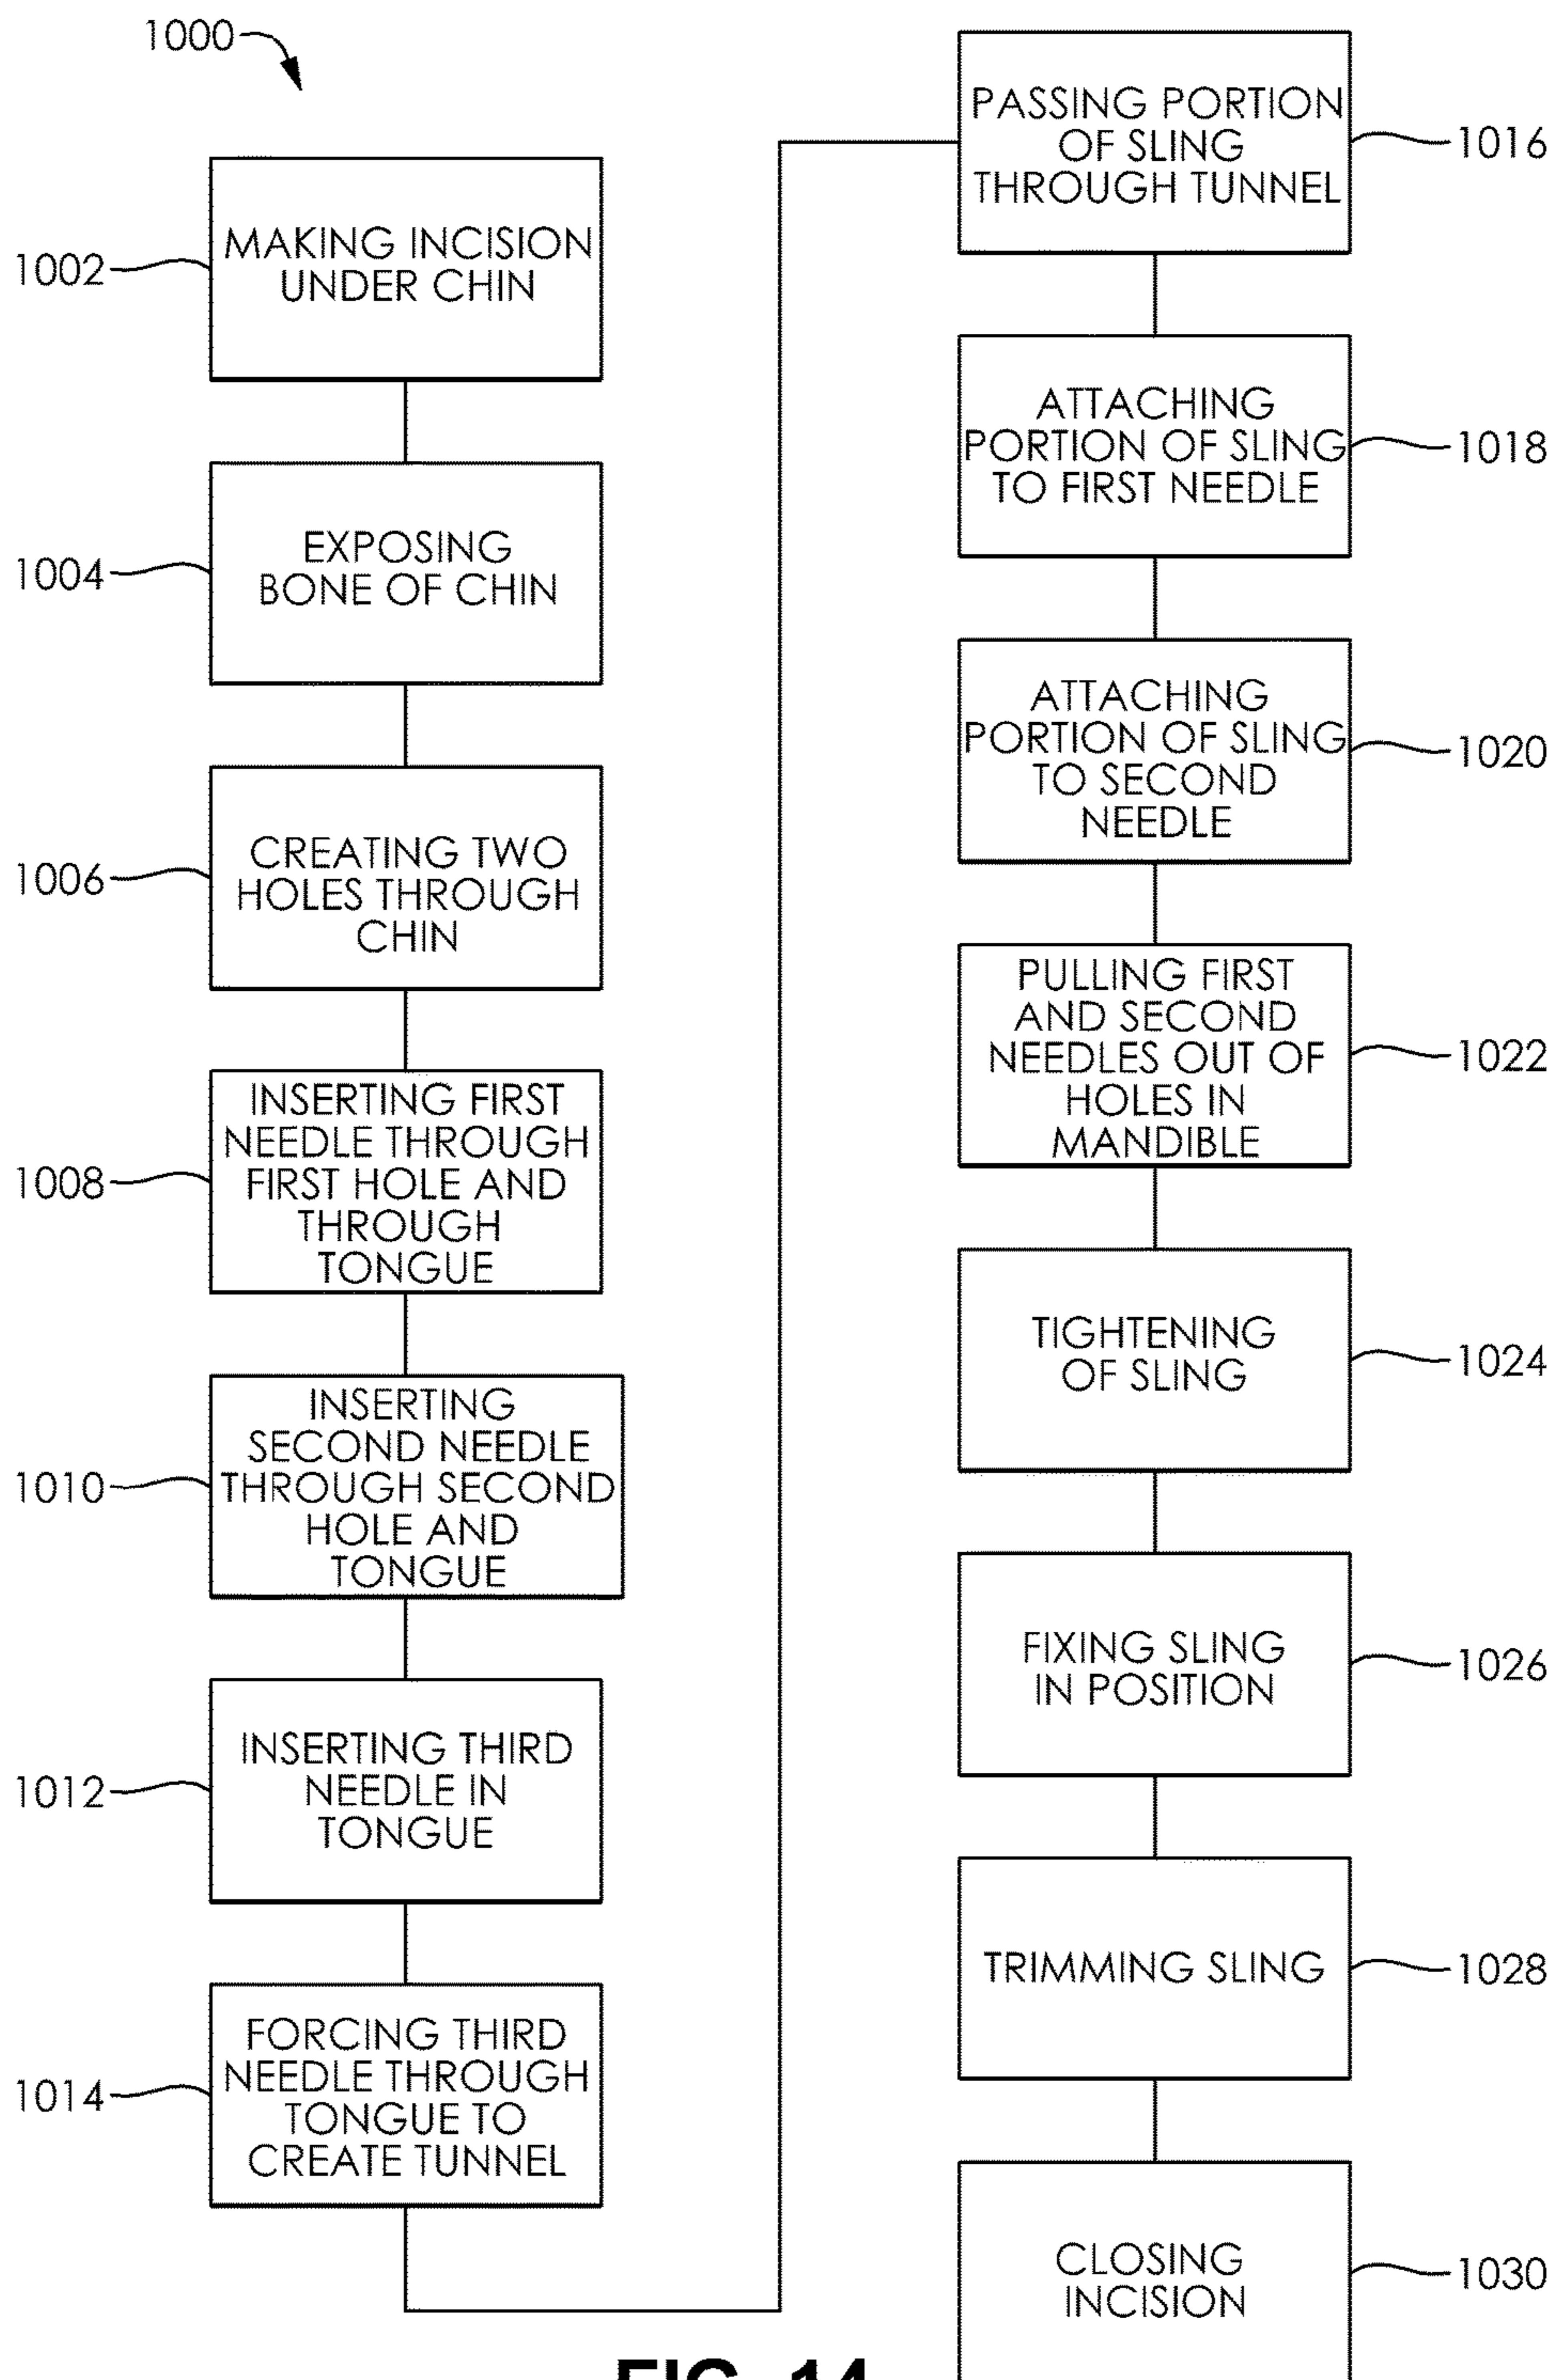 1000
1002
MAKING INCISION
UNDER CHIN
1004
EXPOSING
BONE OF CHIN
1006
CREATING TWO
HOLES THROUGH
CHIN
1008
INSERTING FIRST
NEEDLE THROUGH
FIRST HOLE AND
THROUGH
TONGUE
1010
INSERTING
SECOND NEEDLE
THROUGH SECOND
HOLE AND
TONGUE
1012
INSERTING THIRD
NEEDLE IN
TONGUE
1014
FORCING THIRD
NEEDLE THROUGH
TONGUE TO
CREATE TUNNEL
PASSING PORTION
OF SLING
THROUGH TUNNEL
1016
ATTACHING
PORTION OF SLING
TO FIRST NEEDLE
1018
ATTACHING
PORTION OF SLING
TO SECOND
NEEDLE
1020
PULLING FIRST
AND SECOND
NEEDLES OUT OF
HOLES IN
MANDIBLE
1022
TIGHTENING
OF SLING
1024
FIXING SLING
IN POSITION
1026
TRIMMING SLING
1028
CLOSING
INCISION
1030
FIG. 14